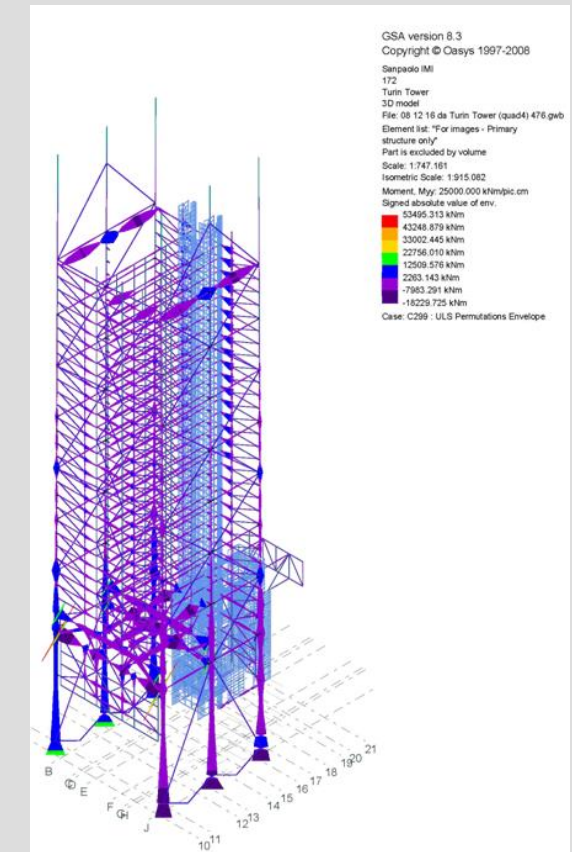 GSA version 8.3
Copyright © Oasys 1997-2008
Sanpaolo IMI
172
Turin Tower
3D model
File: 08 12 16 da Turin Tower (quad4) 476.gwb
Element list: "For images - Primary
structure only"
Part is excluded by volume
Scale: 1:747.161
Isometric Scale: 1:915.082
Moment, Myy: 25000.000 kNm/pic.cm
Signed absolute value of env.
53495.313 kNm
43248.879 kNm
33002.445 kNm
22756.010 kNm
12509.576 kNm
2263.143 kNm
-7983.291 kNm
-18229.725 kNm
Case: C299 : ULS Permutations Envelope
B
E
F
H
J
10
11
12
13
14
15
16
17
18
19
20
21